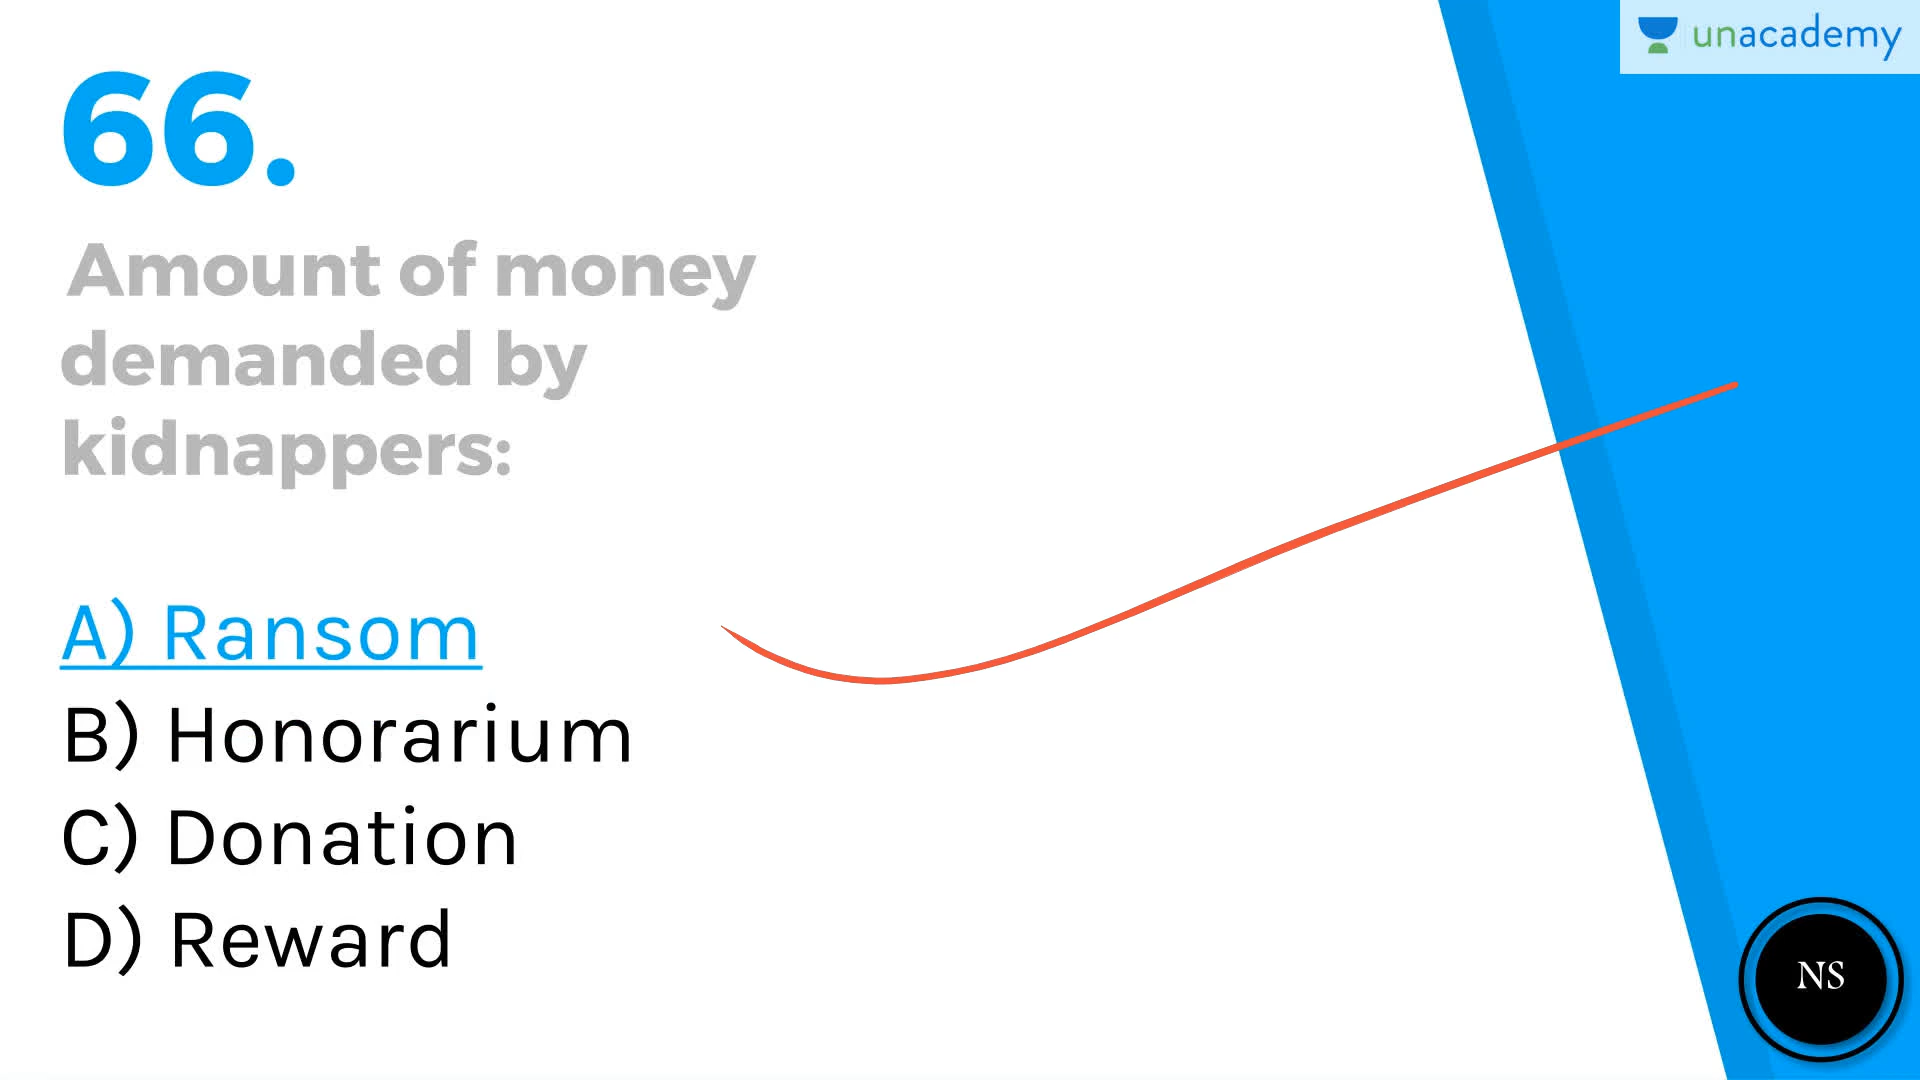 unacademy
66.
Amount of money
demanded by
kidnappers:
A) Ransom
B) Honorarium
C) Donation
D) Reward
NS